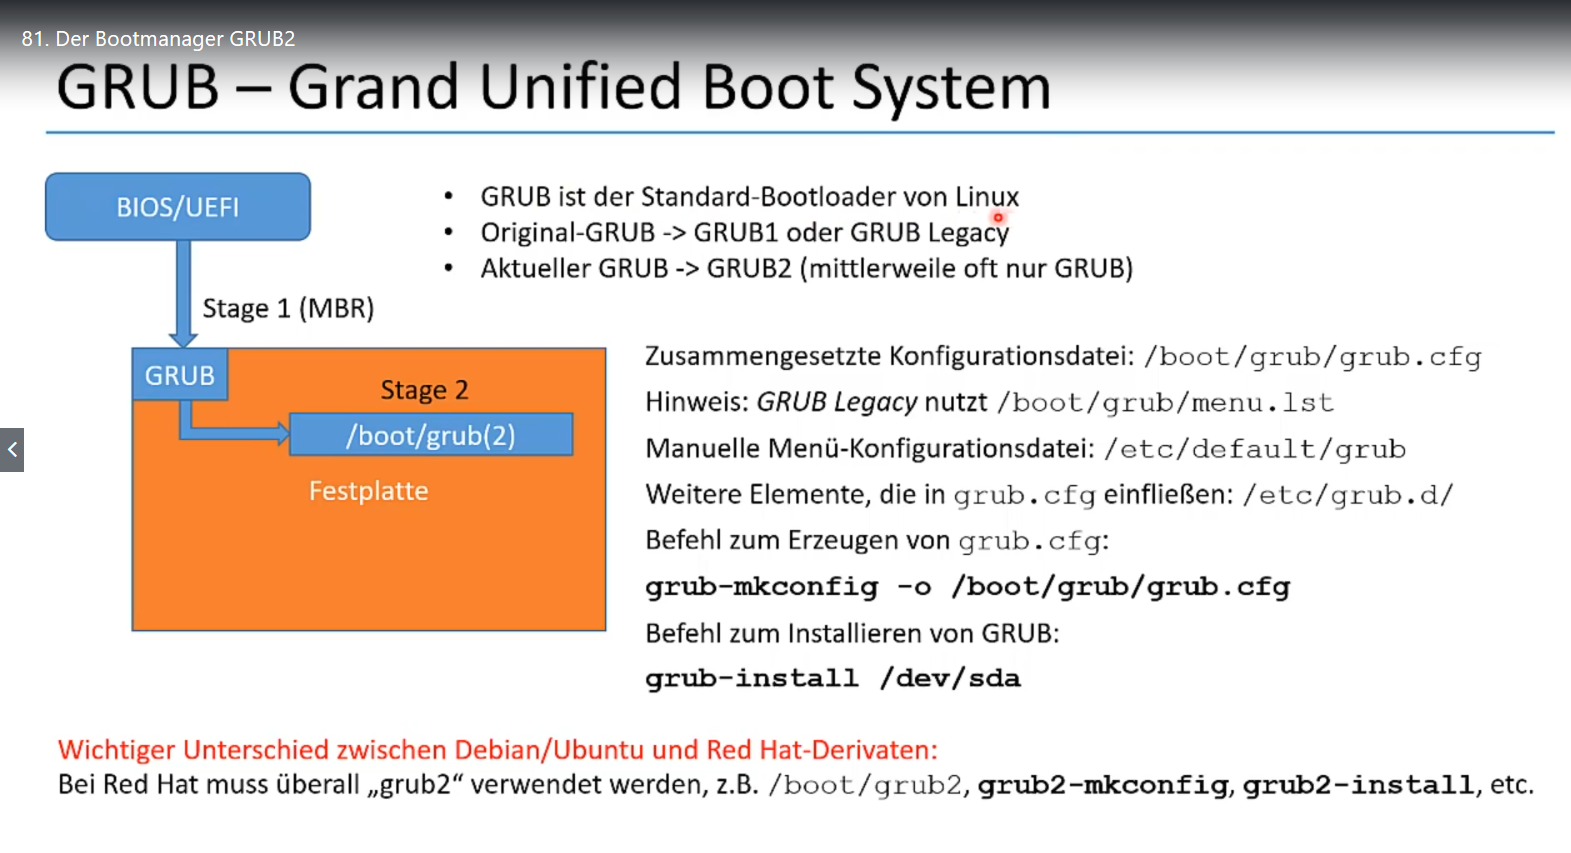 81. Der Bootmanager GRUB2
GRUB – Grand Unified Boot System
BIOS/UEFI
• GRUB ist der Standard-Bootloader von Linux
• Original-GRUB -> GRUB1 oder GRUB Legacy
• Aktueller GRUB -> GRUB2 (mittlerweile oft nur GRUB)
Stage 1 (MBR)
GRUB
Stage 2
/boot/grub(2)
Festplatte
Zusammengesetzte Konfigurationsdatei: /boot/grub/grub.cfg
Hinweis: GRUB Legacy nutzt /boot/grub/menu.lst
Manuelle Menü-Konfigurationsdatei: /etc/default/grub
Weitere Elemente, die in grub.cfg einfließen: /etc/grub.d/
Befehl zum Erzeugen von grub.cfg:
grub-mkconfig -o /boot/grub/grub.cfg
Befehl zum Installieren von GRUB:
grub-install /dev/sda
Wichtiger Unterschied zwischen Debian/Ubuntu und Red Hat-Derivaten:
Bei Red Hat muss überall „grub2“ verwendet werden, z.B. /boot/grub2, grub2-mkconfig, grub2-install, etc.